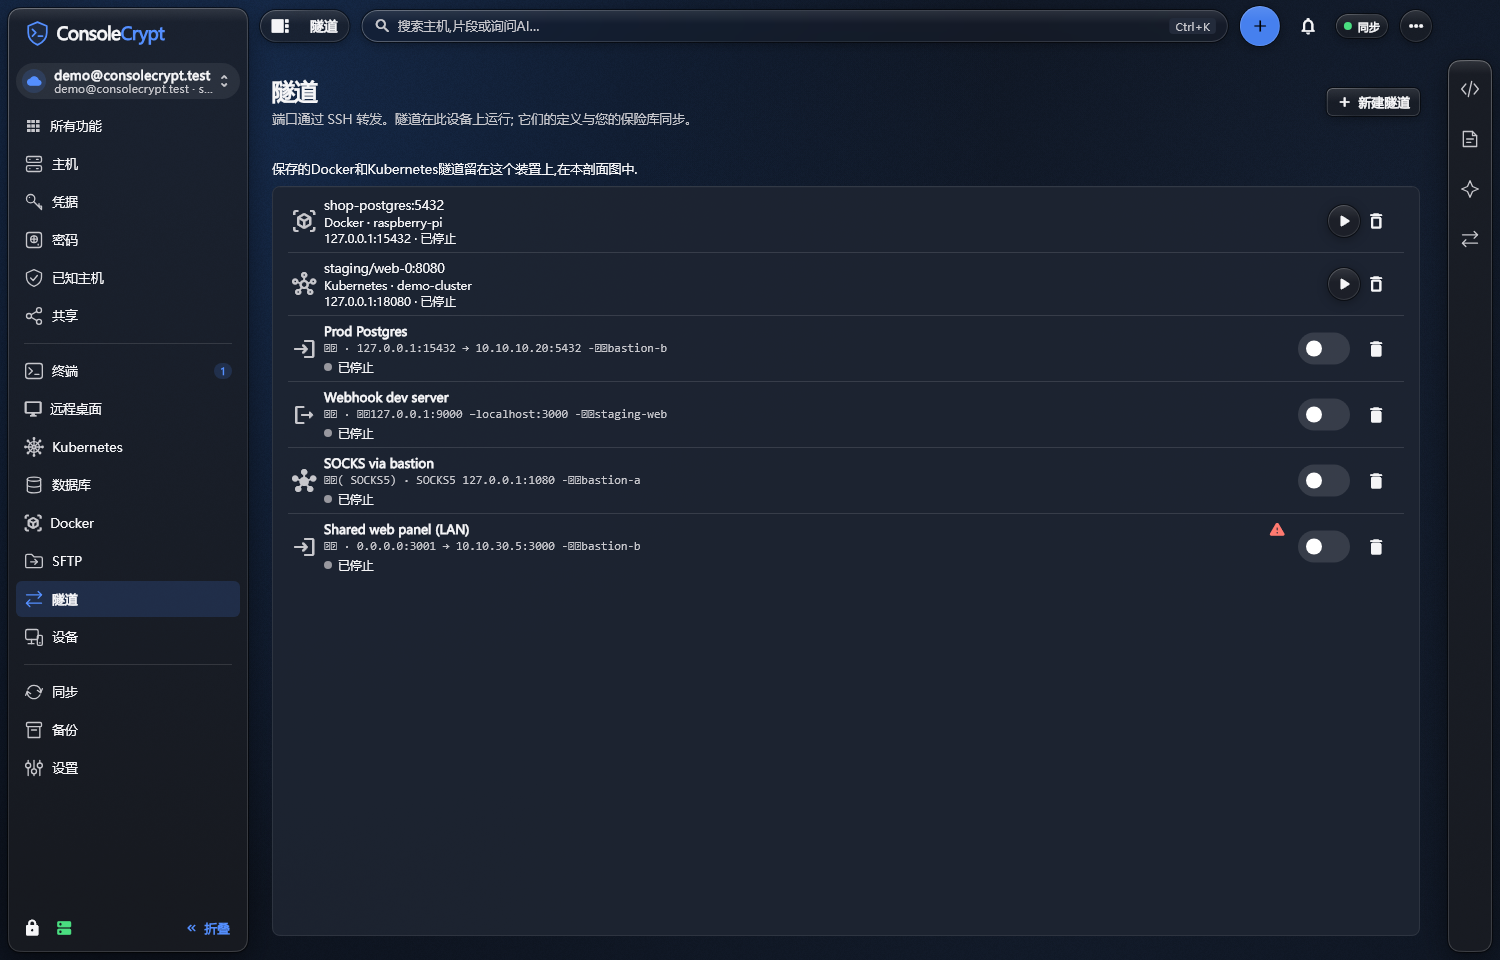 ConsoleCrypt
demo@consolecrypt.test
demo@consolecrypt.test · s...
所有功能
主机
凭据
密码
已知主机
共享
终端
1
远程桌面
Kubernetes
数据库
Docker
SFTP
隧道
设备
同步
备份
设置
折叠
隧道
搜索主机,片段或询问AI...
Ctrl+K
同步
隧道
端口通过 SSH 转发。隧道在此设备上运行; 它们的定义与您的保险库同步。
新建隧道
保存的Docker和Kubernetes隧道留在这个装置上,在本剖面图中.
shop-postgres:5432
Docker · raspberry-pi
127.0.0.1:15432 · 已停止
staging/web-0:8080
Kubernetes · demo-cluster
127.0.0.1:18080 · 已停止
Prod Postgres
· 127.0.0.1:15432 → 10.10.10.20:5432 -bastion-b
已停止
Webhook dev server
· 127.0.0.1:9000 –localhost:3000 -staging-web
已停止
SOCKS via bastion
( SOCKS5) · SOCKS5 127.0.0.1:1080 -bastion-a
已停止
Shared web panel (LAN)
· 0.0.0.0:3001 → 10.10.30.5:3000 -bastion-b
已停止